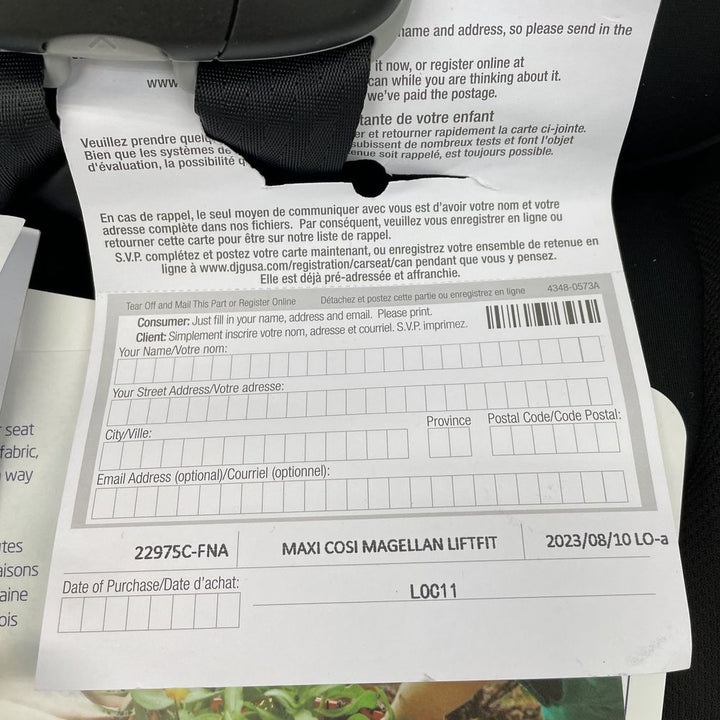 name and address, so please send in the
it now, or register online at
www
can while you are thinking about it.
we've paid the postage.
tante de votre enfant
Veuillez prendre quelq
er et retourner rapidement la carte ci-jointe.
Bien que les systèmes de
subissent de nombreux tests et font l'objet
d'évaluation, la possibilité q
enue soit rappelé, est toujours possible.
En cas de rappel, le seul moyen de communiquer avec vous est d'avoir votre nom et votre
adresse complète dans nos fichiers. Par conséquent, veuillez vous enregistrer en ligne ou
retourner cette carte pour être sur notre liste de rappel.
S.V.P. complétez et postez votre carte maintenant, ou enregistrez votre ensemble de retenue en
ligne à www.djgusa.com/registration/carseat/can pendant que vous y pensez.
Elle est déjà pré-adressée et affranchie.
Tear Off and Mail This Part or Register Online Détachez et postez cette partie ou enregistrez en ligne 4348-0573A
Consumer: Just fill in your name, address and email. Please print.
Client: Simplement inscrire votre nom, adresse et courriel. S.V.P. imprimez.
Your Name/Votre nom:
Your Street Address/Votre adresse:
City/Ville: Province Postal Code/Code Postal:
Email Address (optional)/Courriel (optionnel):
22975C-FNA MAXI COSI MAGELLAN LIFTFIT 2023/08/10 LO-a
Date of Purchase/Date d'achat:
LOC11
seat
fabric,
way
tes
aisons
aine
ois